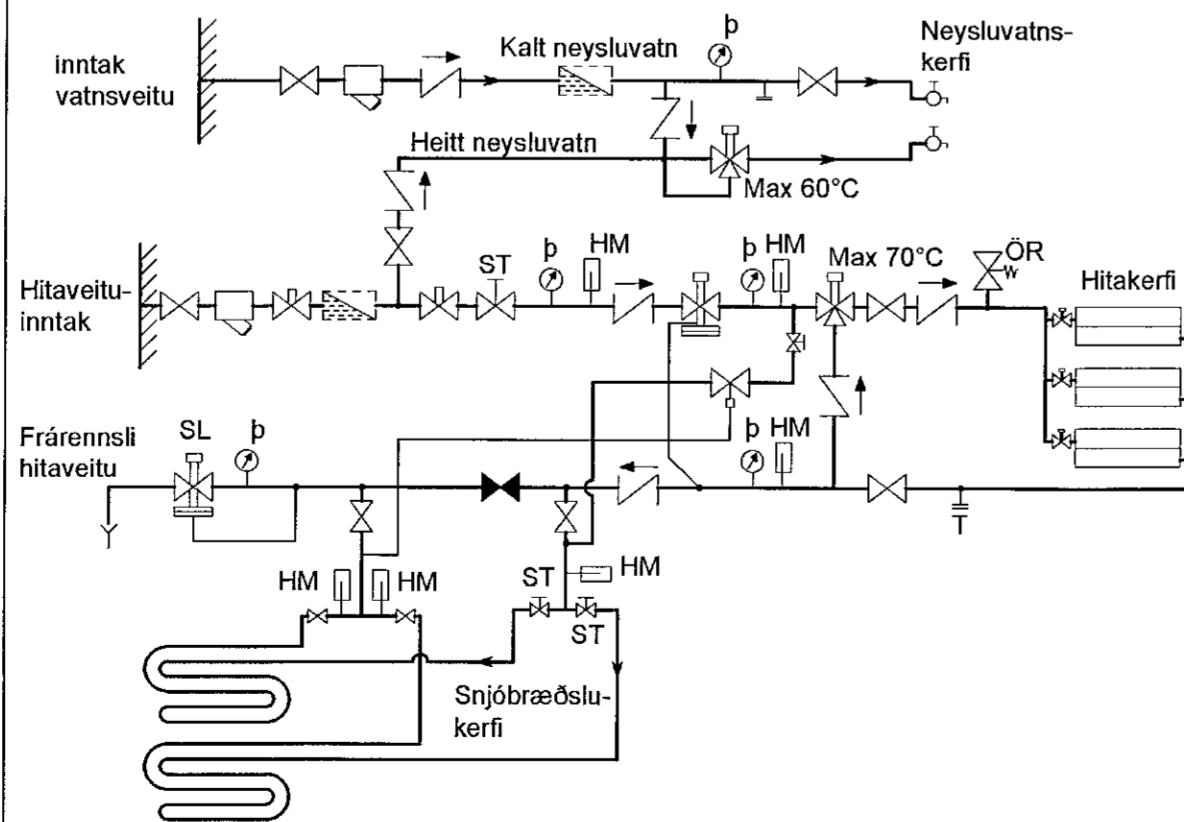 Kalt neysluvatn
þ
Neysluvatns-
kerfi
inntak
vatnsveitu
Heitt neysluvatn
Max 60°C
Hitaveitu-
inntak
ST
þ
HM
þ
HM
Max 70°C
ÖR
Hitakerfi
Frárennsli
hitaveitu
SL
þ
þ
HM
HM
HM
ST
HM
ST
Snjóbræðslu-
kerfi